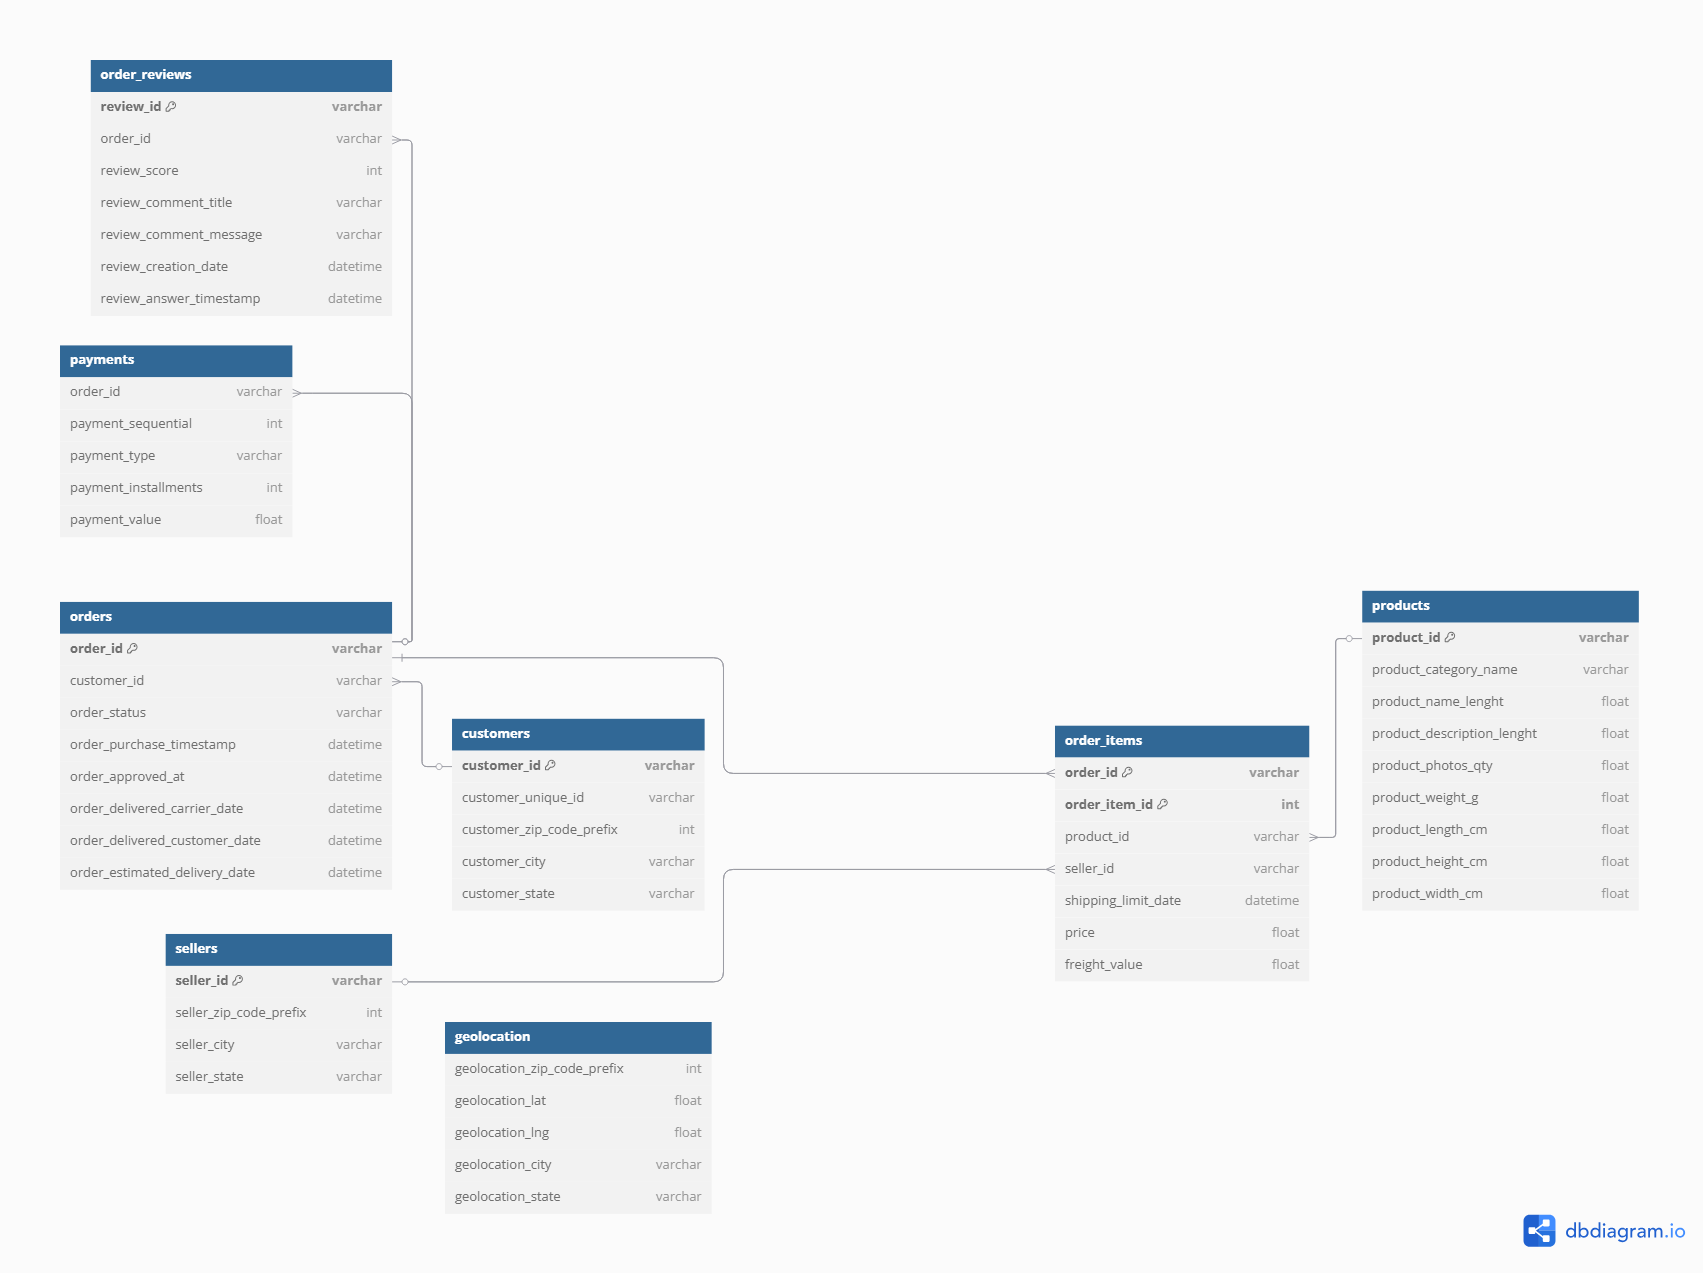 order_reviews
review_id varchar
order_id varchar
review_score int
review_comment_title varchar
review_comment_message varchar
review_creation_date datetime
review_answer_timestamp datetime
payments
order_id varchar
payment_sequential int
payment_type varchar
payment_installments int
payment_value float
orders
order_id varchar
customer_id varchar
order_status varchar
order_purchase_timestamp datetime
order_approved_at datetime
order_delivered_carrier_date datetime
order_delivered_customer_date datetime
order_estimated_delivery_date datetime
customers
customer_id varchar
customer_unique_id varchar
customer_zip_code_prefix int
customer_city varchar
customer_state varchar
sellers
seller_id varchar
seller_zip_code_prefix int
seller_city varchar
seller_state varchar
geolocation
geolocation_zip_code_prefix int
geolocation_lat float
geolocation_lng float
geolocation_city varchar
geolocation_state varchar
order_items
order_id varchar
order_item_id int
product_id varchar
seller_id varchar
shipping_limit_date datetime
price float
freight_value float
products
product_id varchar
product_category_name varchar
product_name_lenght float
product_description_lenght float
product_photos_qty float
product_weight_g float
product_length_cm float
product_height_cm float
product_width_cm float
dbdiagram.io